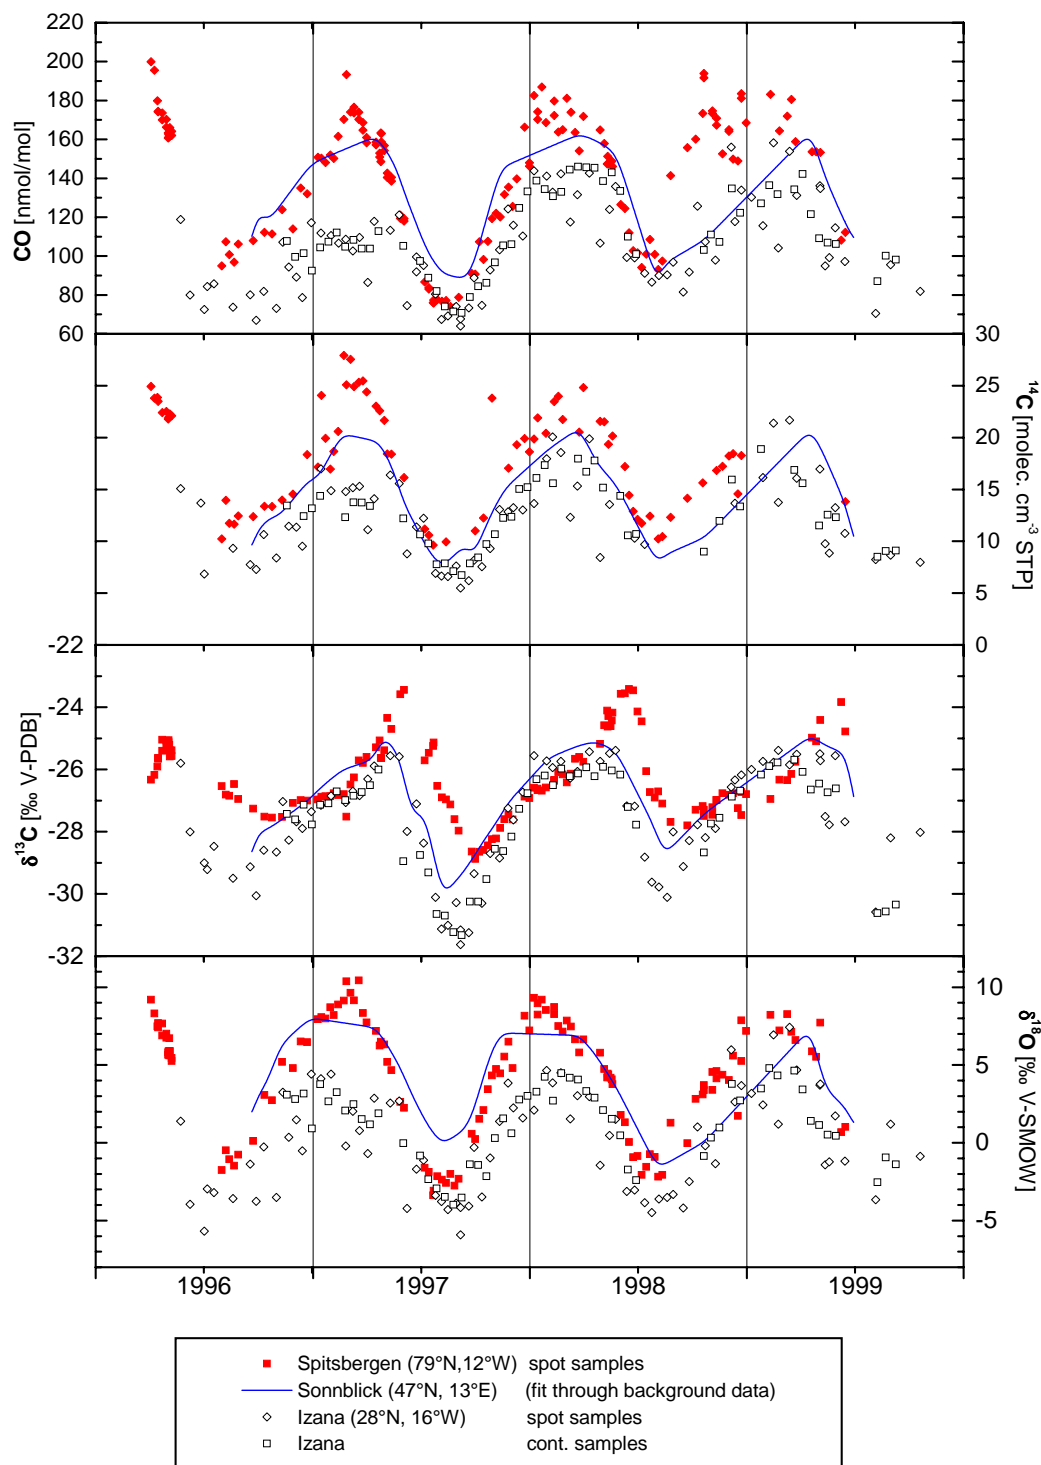 220
200
180
160
140
120
100
80
60
CO [nmol/mol]
30
25
20
15
10
5
0
¹⁴C [molec. cm⁻³ STP]
-22
-24
-26
-28
-30
-32
δ¹³C [‰ V-PDB]
10
5
0
-5
δ¹⁸O [‰ V-SMOW]
1996 1997 1998 1999
Spitsbergen (79°N,12°W) spot samples
Sonnblick (47°N, 13°E) (fit through background data)
Izana (28°N, 16°W) spot samples
Izana cont. samples